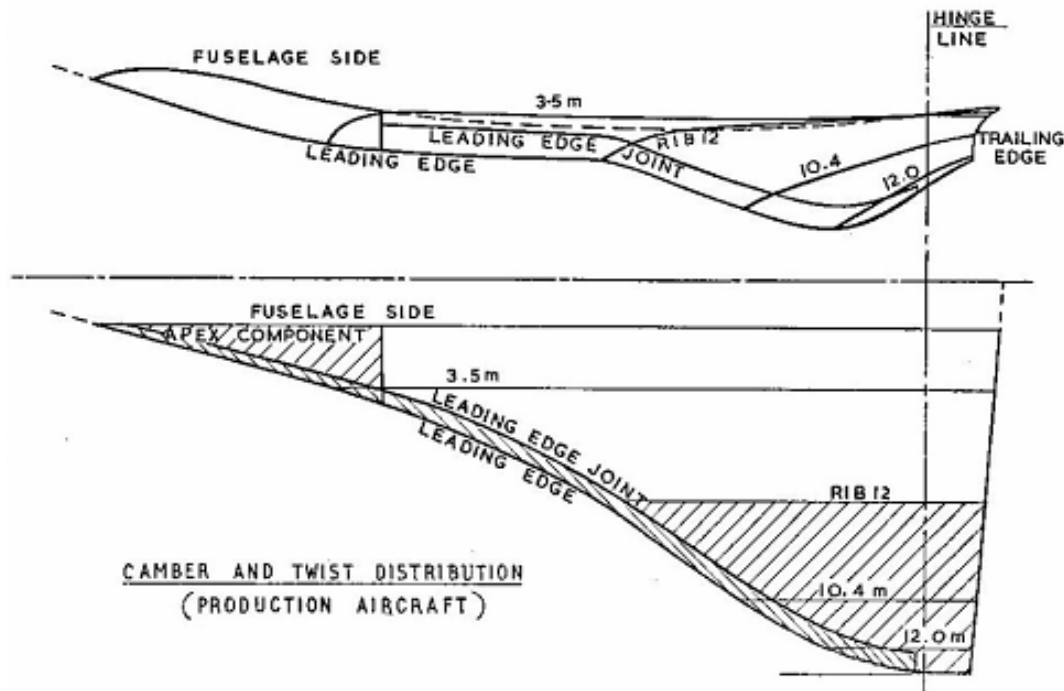 HINGE
LINE
FUSELAGE SIDE
3.5 m
LEADING EDGE
RIB 12
LEADING EDGE
JOINT
10.4
12.0
TRAILING
EDGE
FUSELAGE SIDE
APEX COMPONENT
3.5 m
LEADING EDGE JOINT
LEADING EDGE
RIB 12
CAMBER AND TWIST DISTRIBUTION
(PRODUCTION AIRCRAFT)
10.4 m
12.0 m